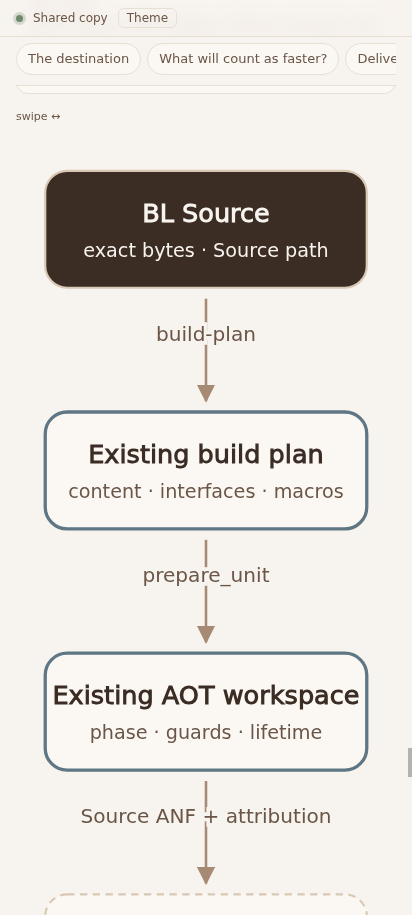 Shared copy Theme
The destination What will count as faster? Delive
swipe ↔
BL Source
exact bytes · Source path
build-plan
Existing build plan
content · interfaces · macros
prepare_unit
Existing AOT workspace
phase · guards · lifetime
Source ANF + attribution